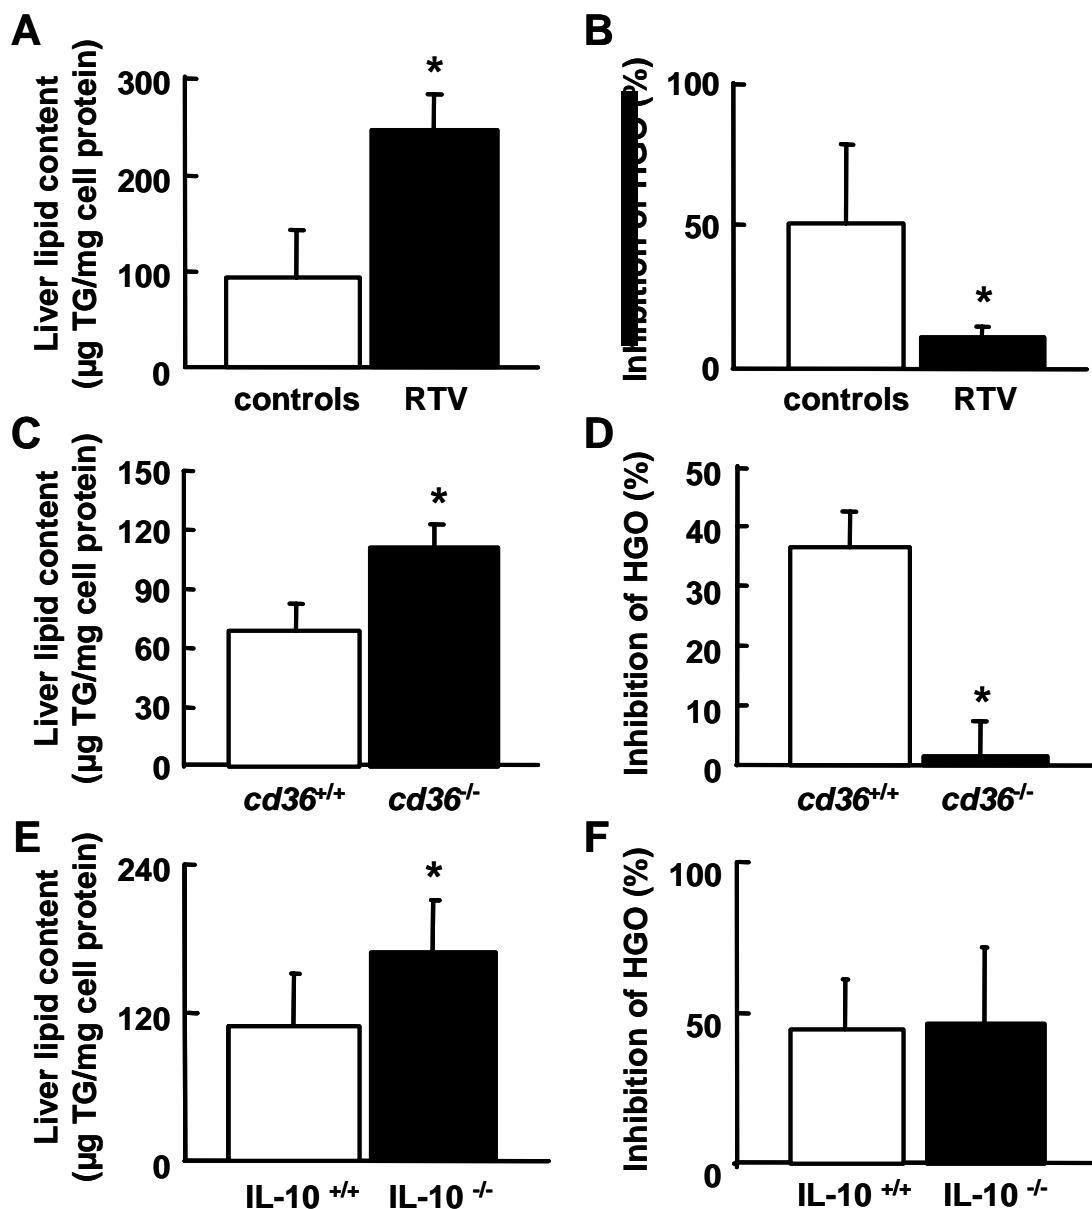 A
Liver lipid content
(µg TG/mg cell protein)
300
200
100
0
*
controls RTV
B
Inhibition of HGO (%)
100
50
0
*
controls RTV
C
Liver lipid content
(µg TG/mg cell protein)
150
120
90
60
30
0
*
cd36+/+ cd36-/-
D
Inhibition of HGO (%)
50
40
30
20
10
0
*
cd36+/+ cd36-/-
E
Liver lipid content
(µg TG/mg cell protein)
240
120
0
*
IL-10 +/+ IL-10 -/-
F
Inhibition of HGO (%)
100
50
0
IL-10 +/+ IL-10 -/-